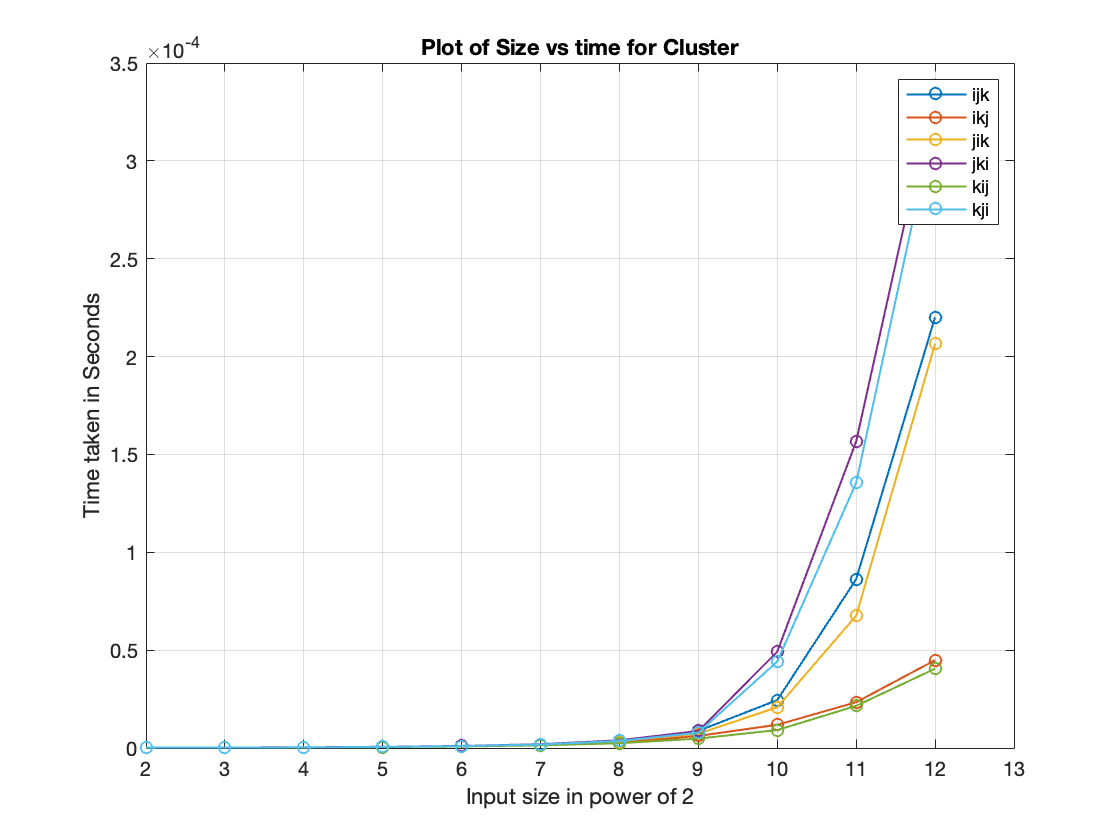 Plot of Size vs time for Cluster
×10-4
3.5
3
2.5
2
1.5
1
0.5
0
Time taken in Seconds
2 3 4 5 6 7 8 9 10 11 12 13
Input size in power of 2
ijk
ikj
jik
jki
kij
kji